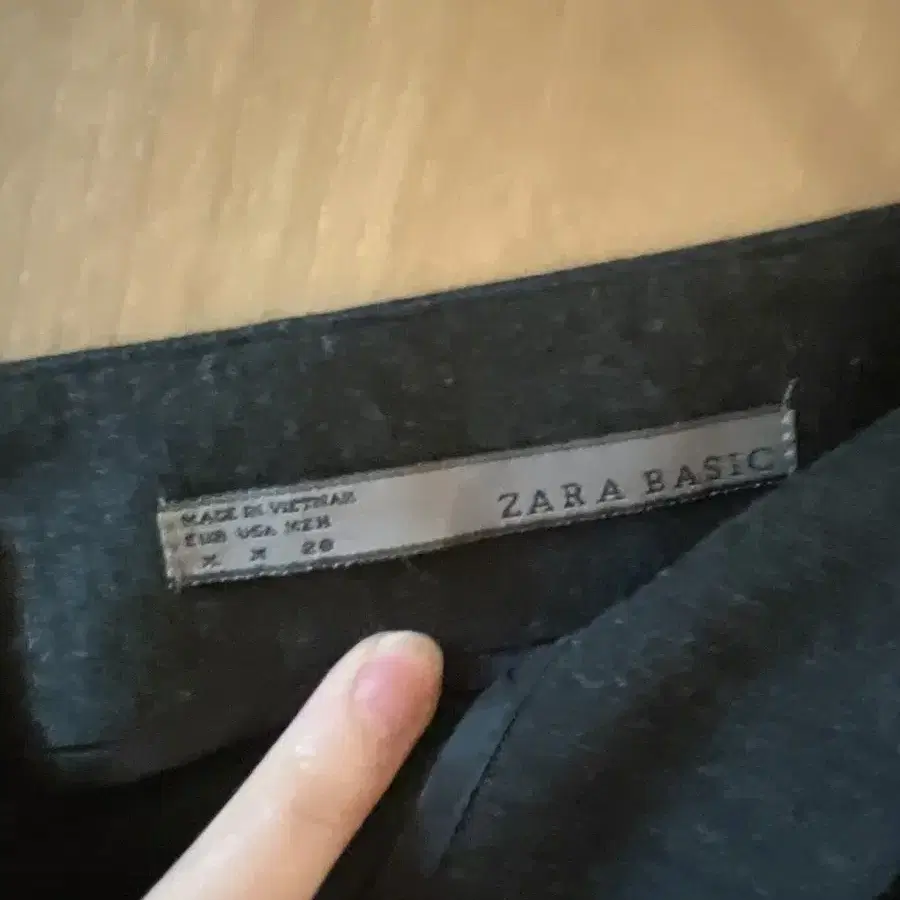 MADE IN VIETNAM
EUR USA MEX
M M 28
ZARA BASIC